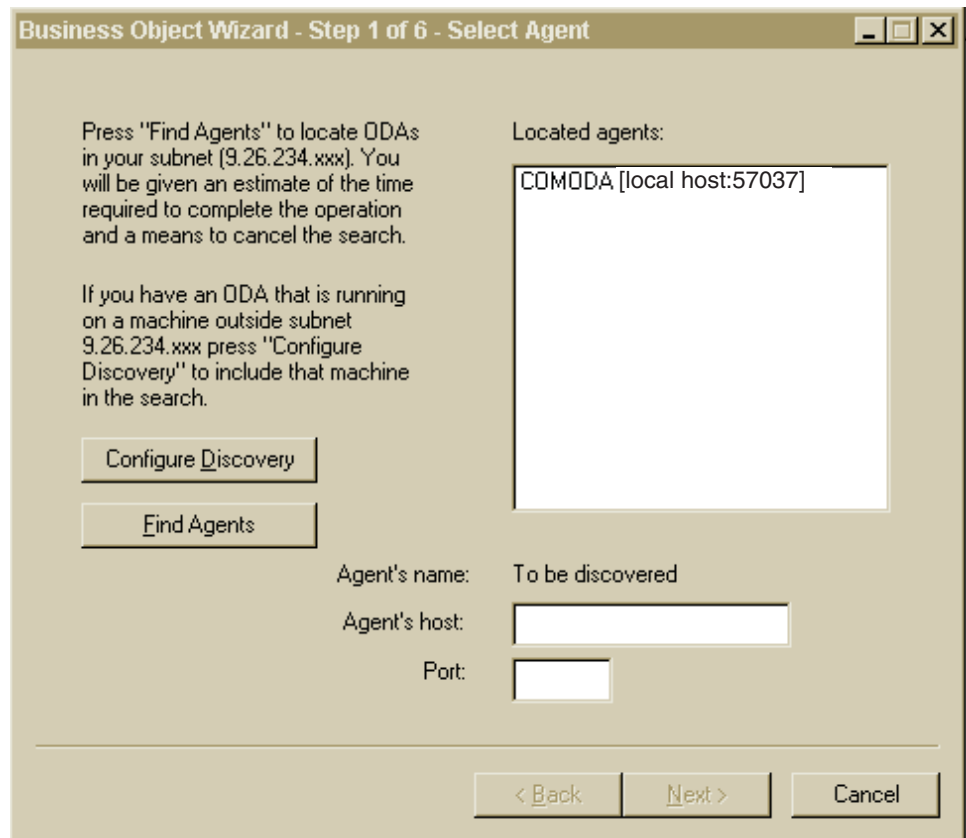 Business Object Wizard - Step 1 of 6 - Select Agent
Press "Find Agents" to locate ODAs
in your subnet (9.26.234.xxx). You
will be given an estimate of the time
required to complete the operation
and a means to cancel the search.
If you have an ODA that is running
on a machine outside subnet
9.26.234.xxx press "Configure
Discovery" to include that machine
in the search.
Configure Discovery
Find Agents
Located agents:
COMODA [local host:57037]
Agent's name: To be discovered
Agent's host:
Port:
< Back Next > Cancel